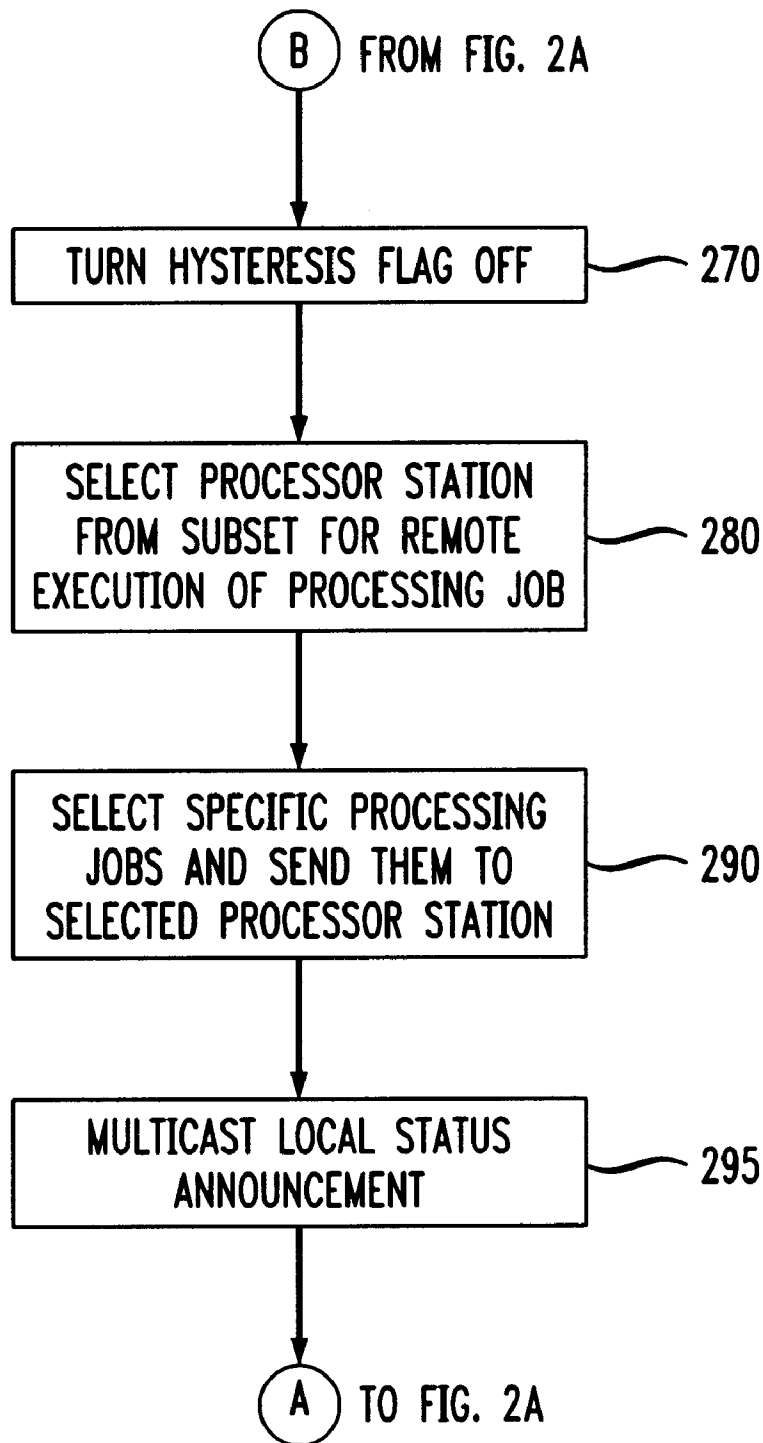 B FROM FIG. 2A
TURN HYSTERESIS FLAG OFF 270
SELECT PROCESSOR STATION
FROM SUBSET FOR REMOTE 280
EXECUTION OF PROCESSING JOB
SELECT SPECIFIC PROCESSING
JOBS AND SEND THEM TO 290
SELECTED PROCESSOR STATION
MULTICAST LOCAL STATUS 295
ANNOUNCEMENT
A TO FIG. 2A